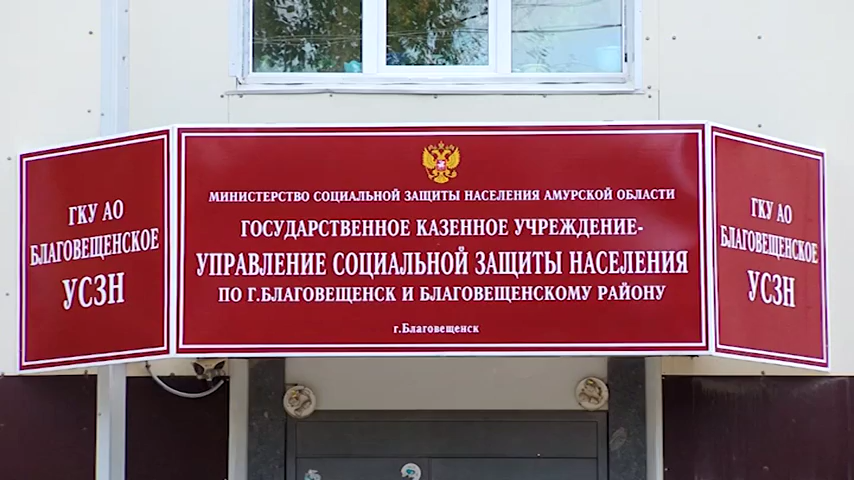 ГКУ АО
БЛАГОВЕЩЕНСКОЕ
УСЗН
МИНИСТЕРСТВО СОЦИАЛЬНОЙ ЗАЩИТЫ НАСЕЛЕНИЯ АМУРСКОЙ ОБЛАСТИ
ГОСУДАРСТВЕННОЕ КАЗЕННОЕ УЧРЕЖДЕНИЕ-
УПРАВЛЕНИЕ СОЦИАЛЬНОЙ ЗАЩИТЫ НАСЕЛЕНИЯ
ПО Г.БЛАГОВЕЩЕНСК И БЛАГОВЕЩЕНСКОМУ РАЙОНУ
г.Благовещенск
ГКУ АО
БЛАГОВЕЩЕНСКОЕ
УСЗН